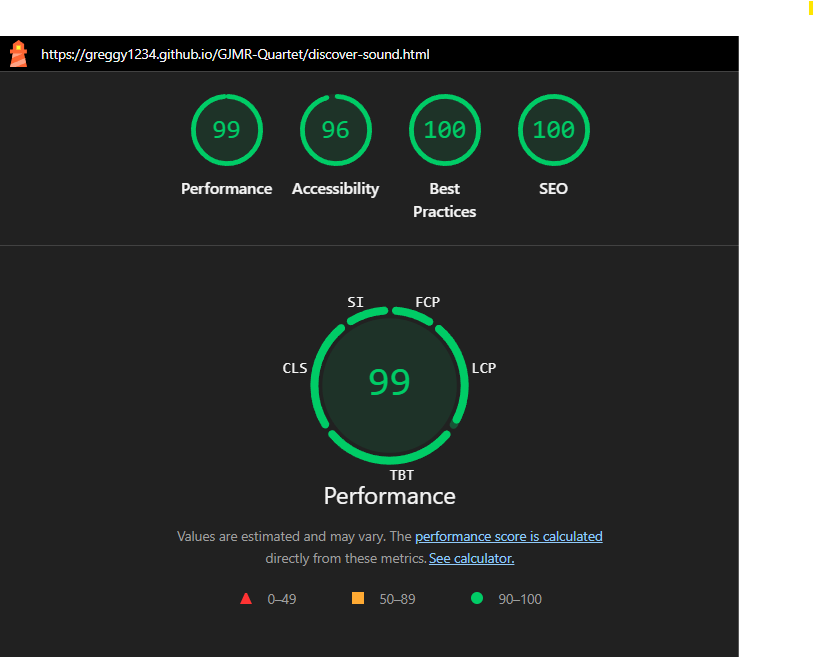 https://greggy1234.github.io/GJMR-Quartet/discover-sound.html
99
96
100
100
Performance
Accessibility
Best
Practices
SEO
SI
FCP
CLS
99
LCP
TBT
Performance
Values are estimated and may vary. The performance score is calculated
directly from these metrics. See calculator.
0–49
50–89
90–100